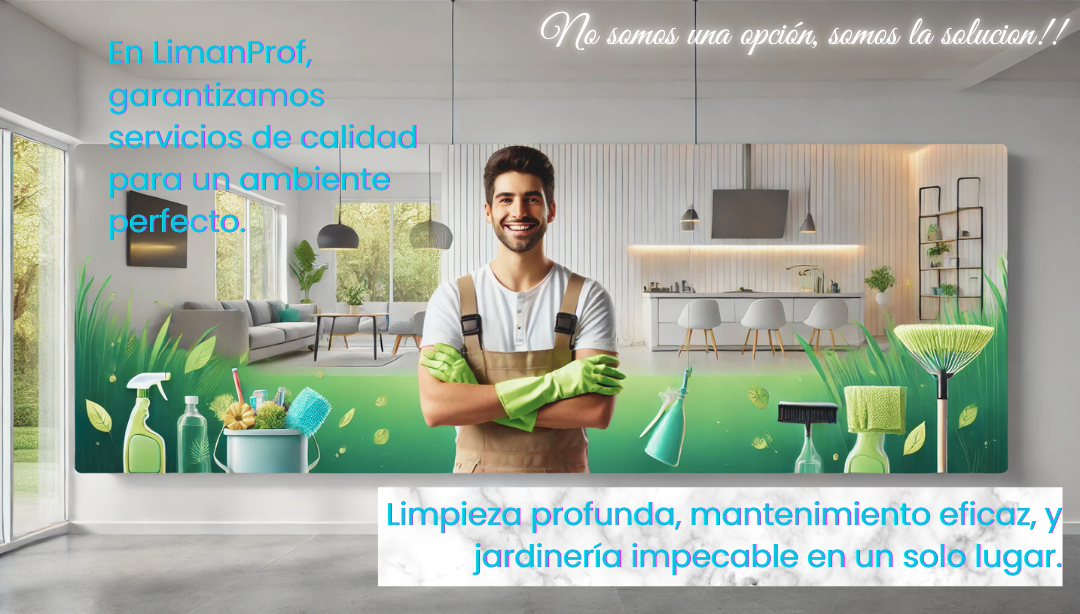 No somos una opción, somos la solucion!!
En LimanProf,
garantizamos
servicios de calidad
para un ambiente
perfecto.
Limpieza profunda, mantenimiento eficaz, y
jardinería impecable en un solo lugar.